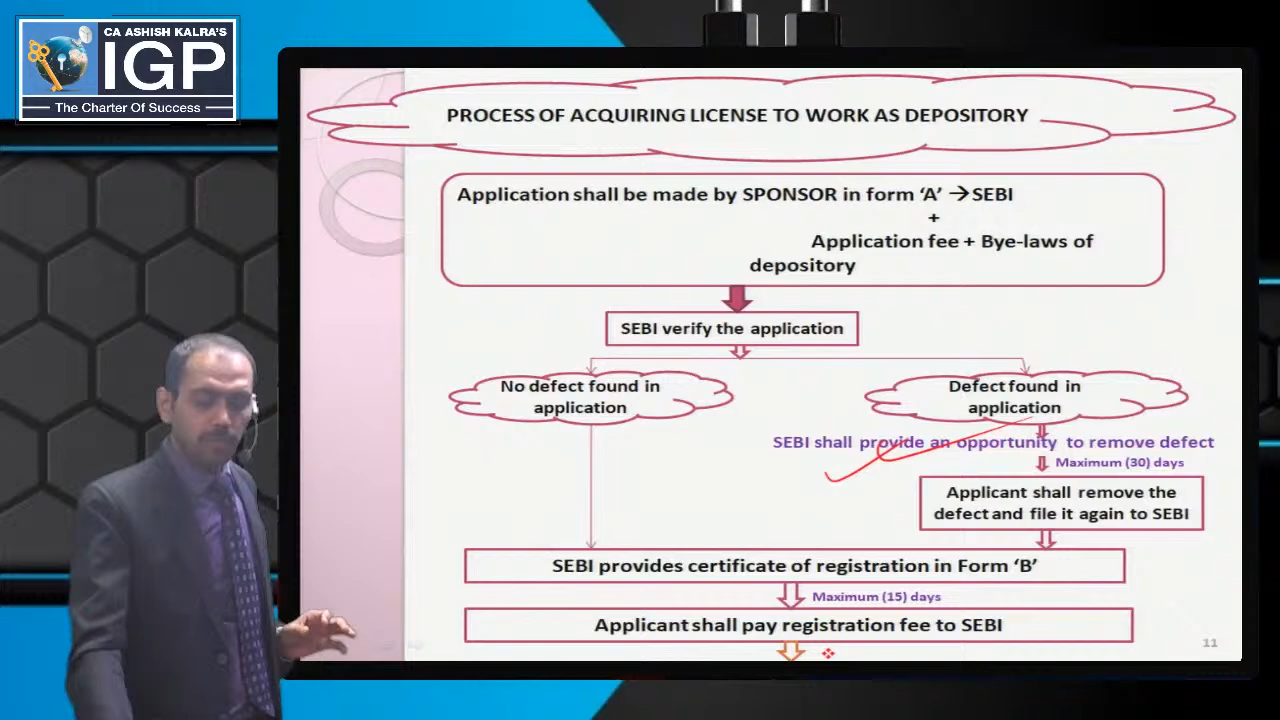 CA ASHISH KALRA'S
IGP
The Charter Of Success
PROCESS OF ACQUIRING LICENSE TO WORK AS DEPOSITORY
Application shall be made by SPONSOR in form ‘A’ →SEBI
+
Application fee + Bye-laws of
depository
SEBI verify the application
No defect found in
application
Defect found in
application
SEBI shall provide an opportunity to remove defect
Maximum (30) days
Applicant shall remove the
defect and file it again to SEBI
SEBI provides certificate of registration in Form ‘B’
Maximum (15) days
Applicant shall pay registration fee to SEBI
11